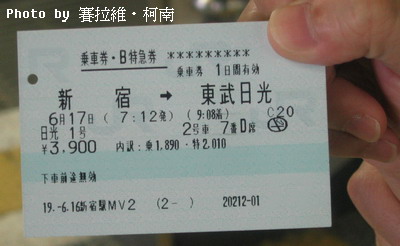 Photo by 賽拉維‧柯南
乗車券・B特急券 *********
乗車券 1日間有効
新宿 → 東武日光
6月17日 ( 7:12発) ( 9:08着) C20
日光 1号 2号車 7番D席
¥3,900 内訳:乗1,890・特2,010
下車前途無効
19.-6.16新宿駅MV2 (2- ) 20212-01